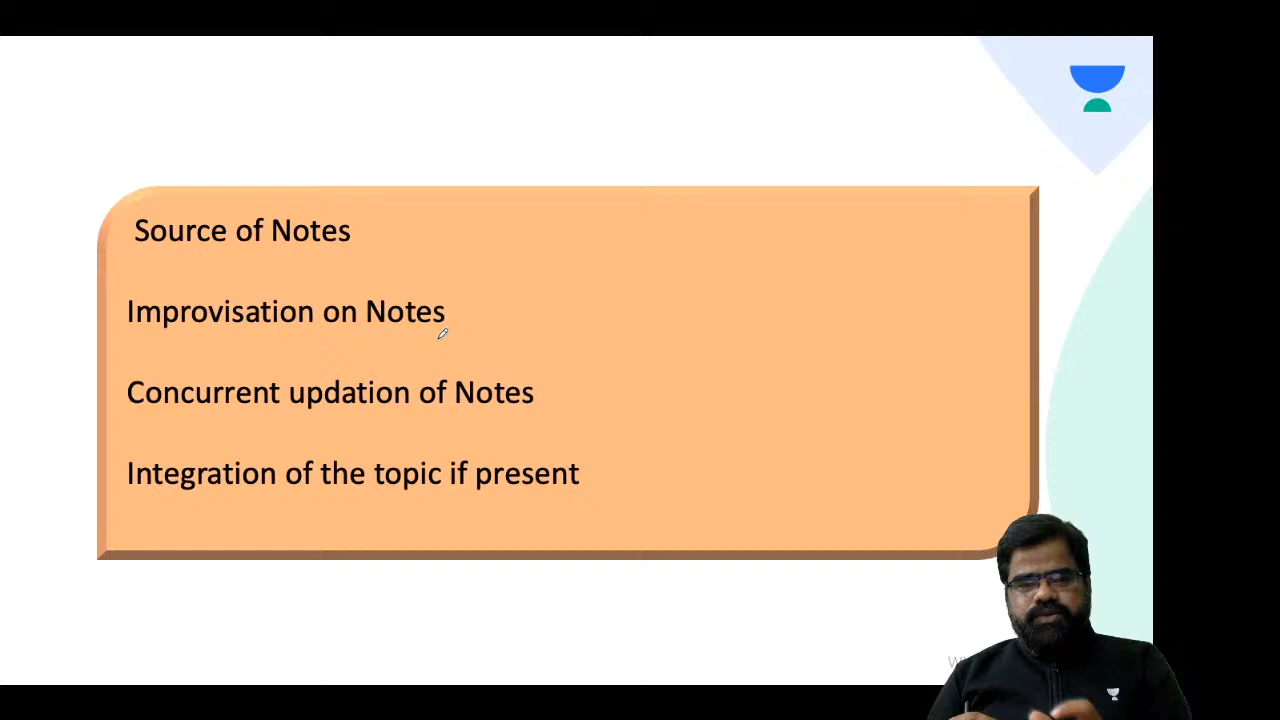 Source of Notes
Improvisation on Notes
Concurrent updation of Notes
Integration of the topic if present